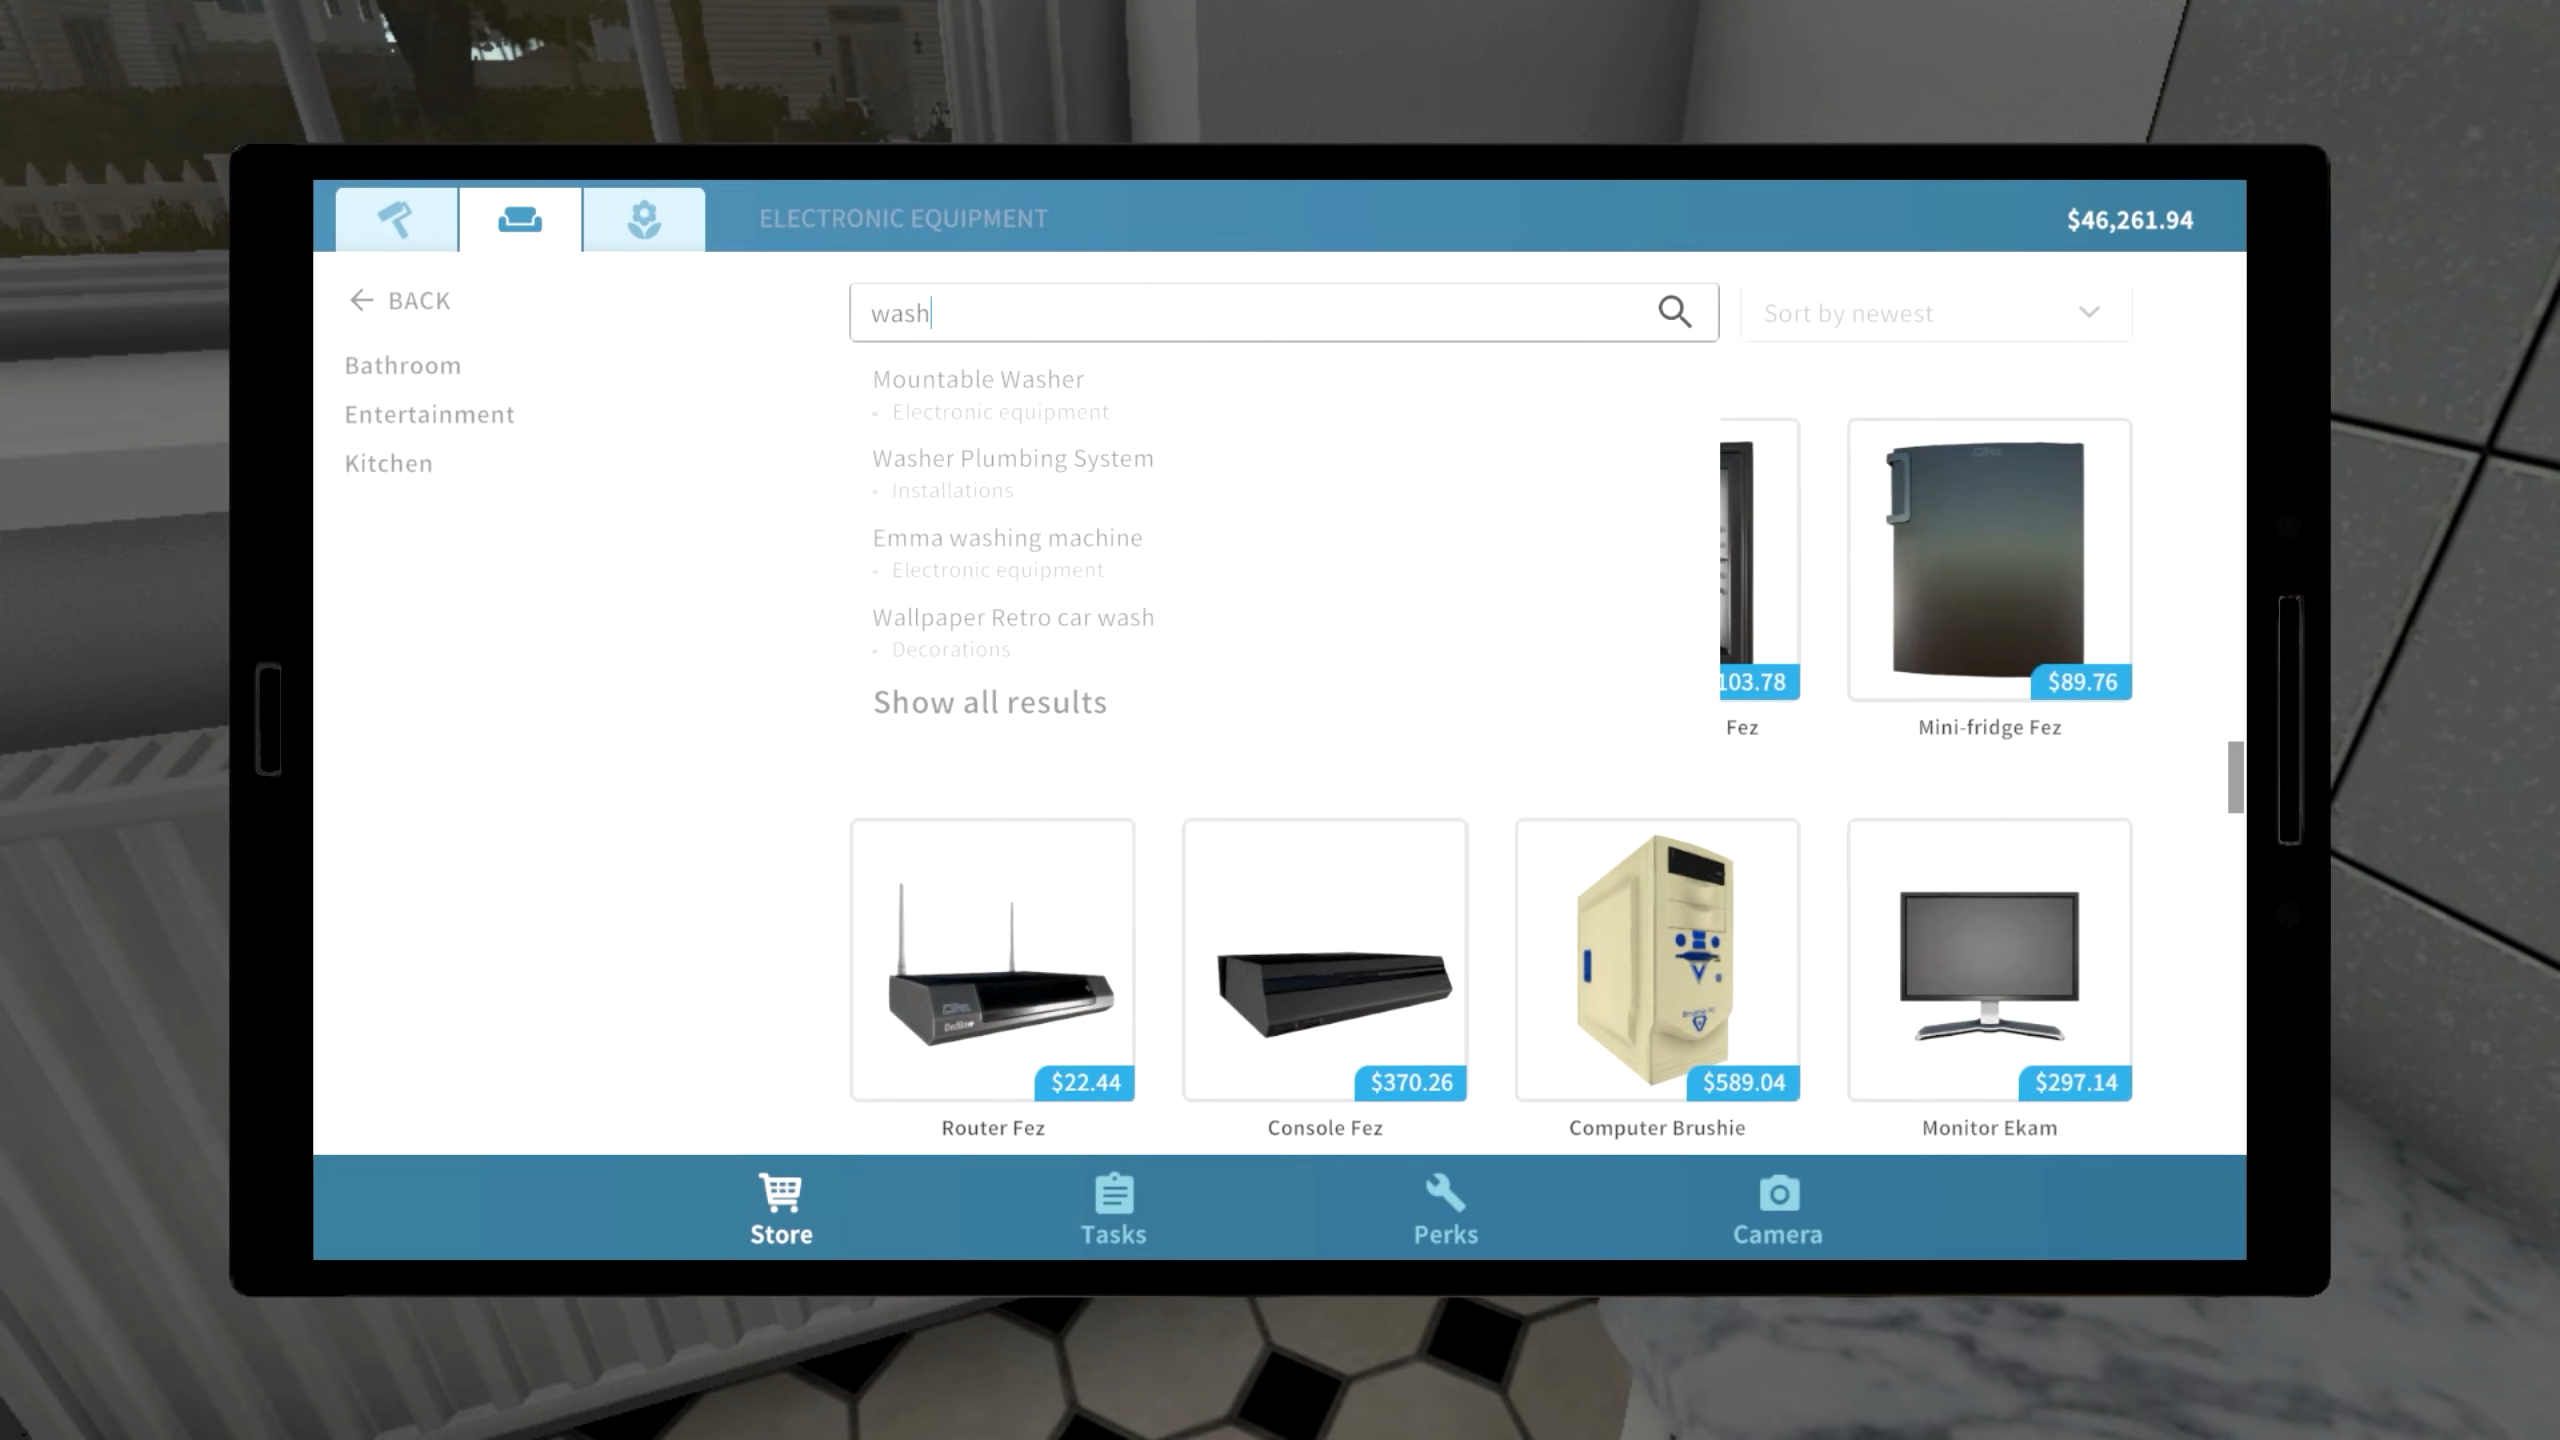 ELECTRONIC EQUIPMENT
$46,261.94
BACK
wash
Sort by newest
Bathroom
Entertainment
Kitchen
Mountable Washer
Electronic equipment
Washer Plumbing System
Installations
Emma washing machine
Electronic equipment
Wallpaper Retro car wash
Decorations
Show all results
103.78
$89.76
Fez
Mini-fridge Fez
$22.44
$370.26
$589.04
$297.14
Router Fez
Console Fez
Computer Brushie
Monitor Ekam
Store
Tasks
Perks
Camera